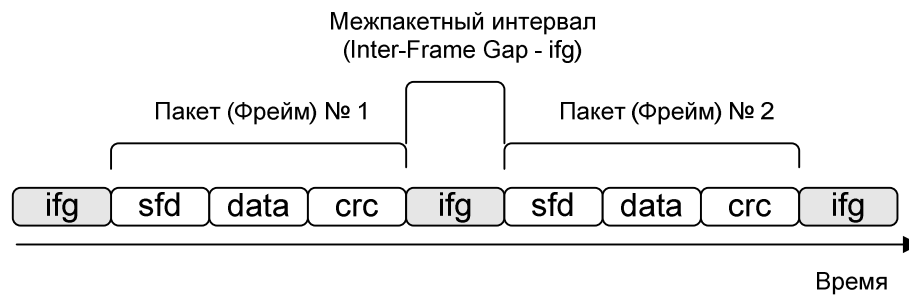 Межпакетный интервал
(Inter-Frame Gap - ifg)
Пакет (Фрейм) № 1
Пакет (Фрейм) № 2
ifg sfd data crc ifg sfd data crc ifg
Время